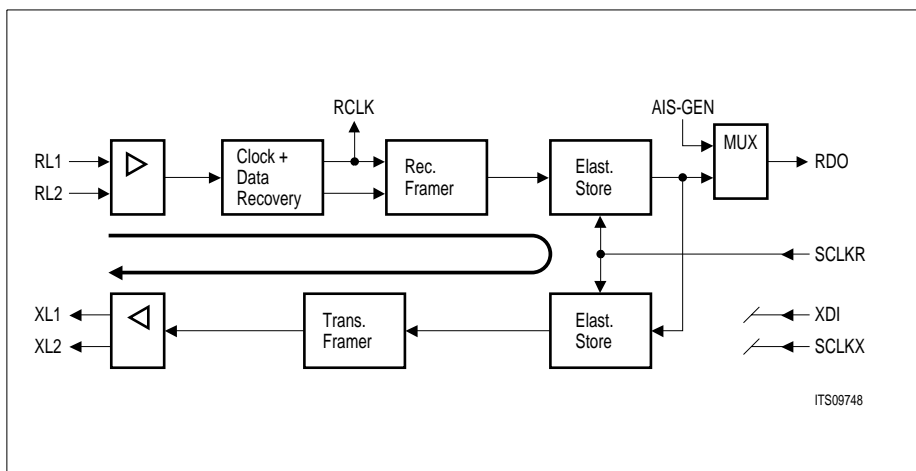 RCLK
AIS-GEN
RL1
RL2
Clock +
Data
Recovery
Rec.
Framer
Elast.
Store
MUX
RDO
SCLKR
XL1
XL2
Trans.
Framer
Elast.
Store
XDI
SCLKX
ITS09748